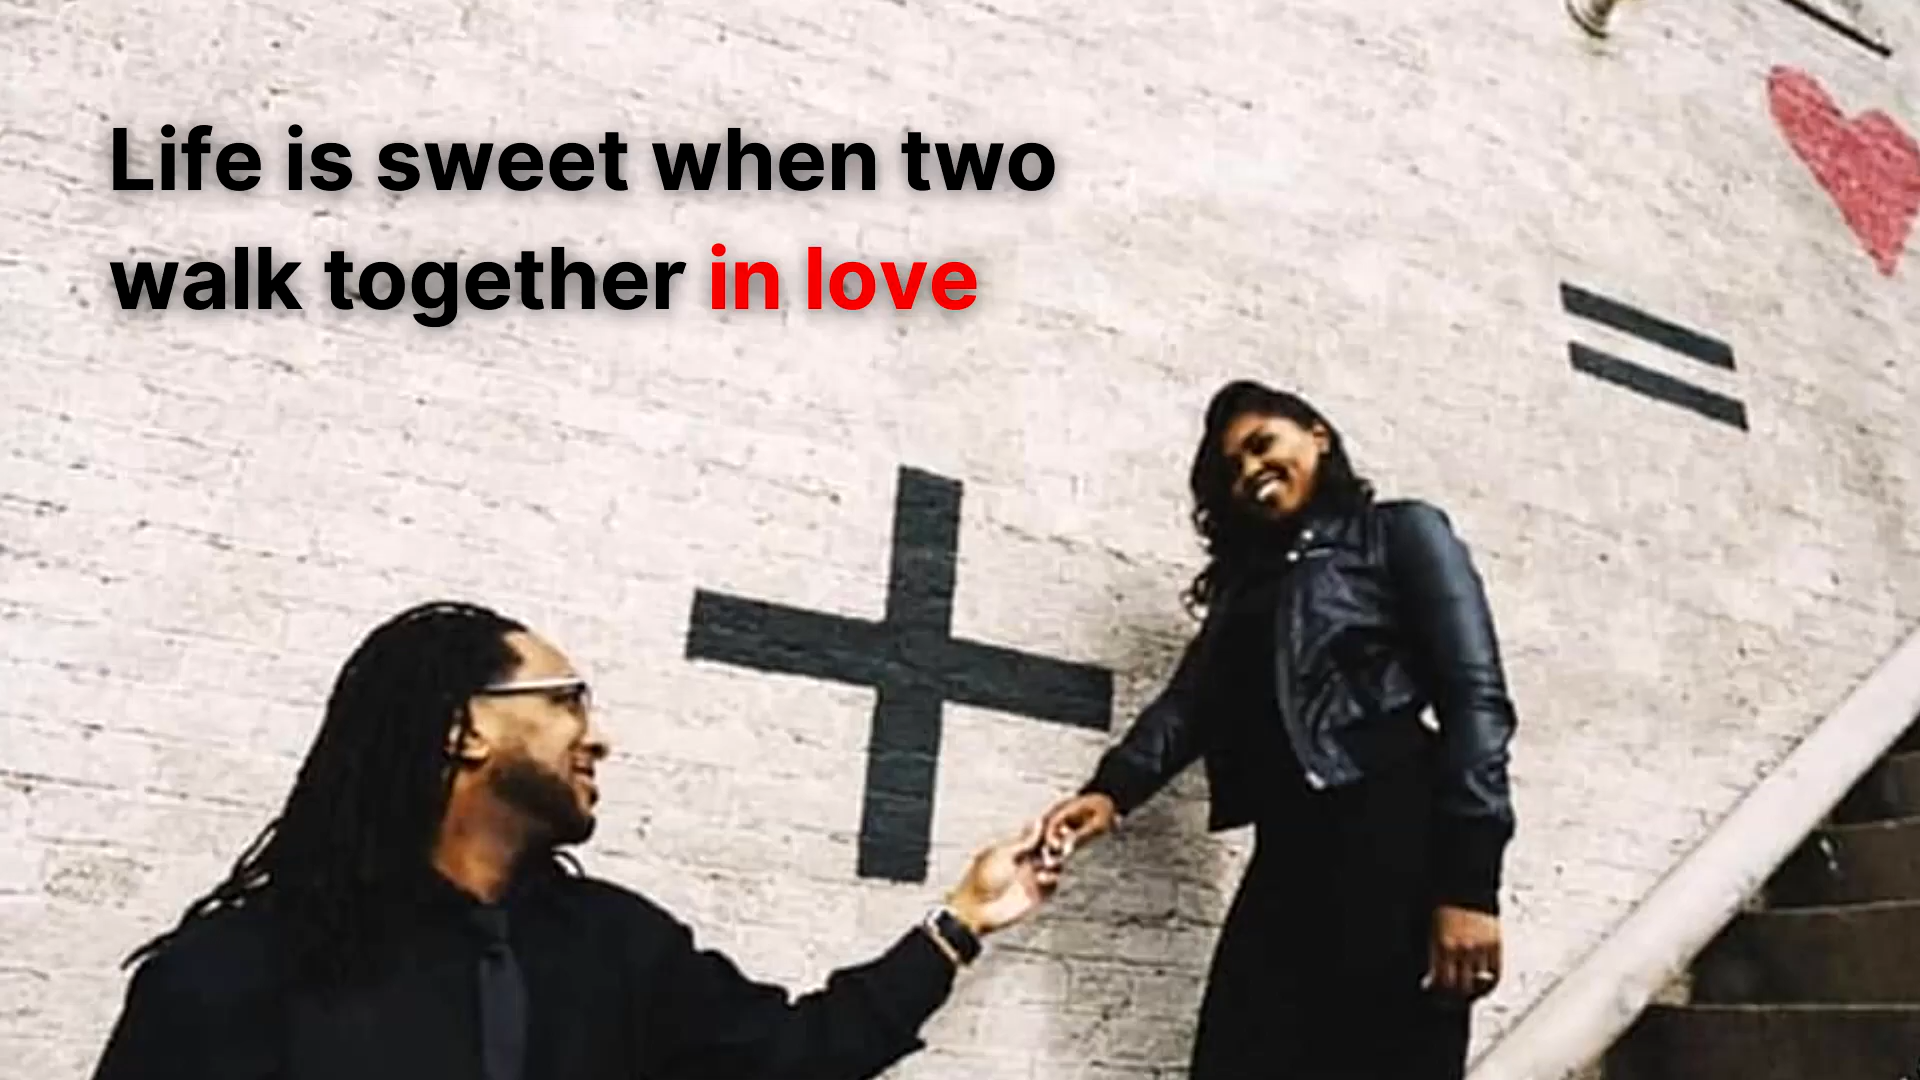 Life is sweet when two
walk together in love
+
=